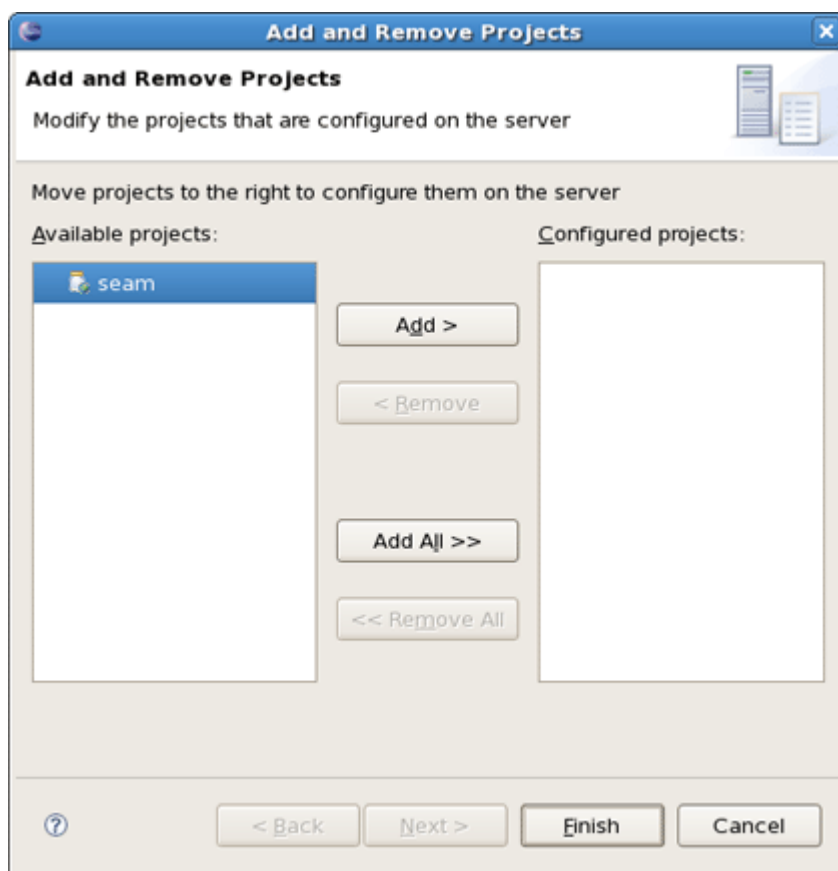 Add and Remove Projects
Add and Remove Projects
Modify the projects that are configured on the server
Move projects to the right to configure them on the server
Available projects:
Configured projects:
seam
Add >
< Remove
Add All >>
<< Remove All
< Back
Next >
Finish
Cancel